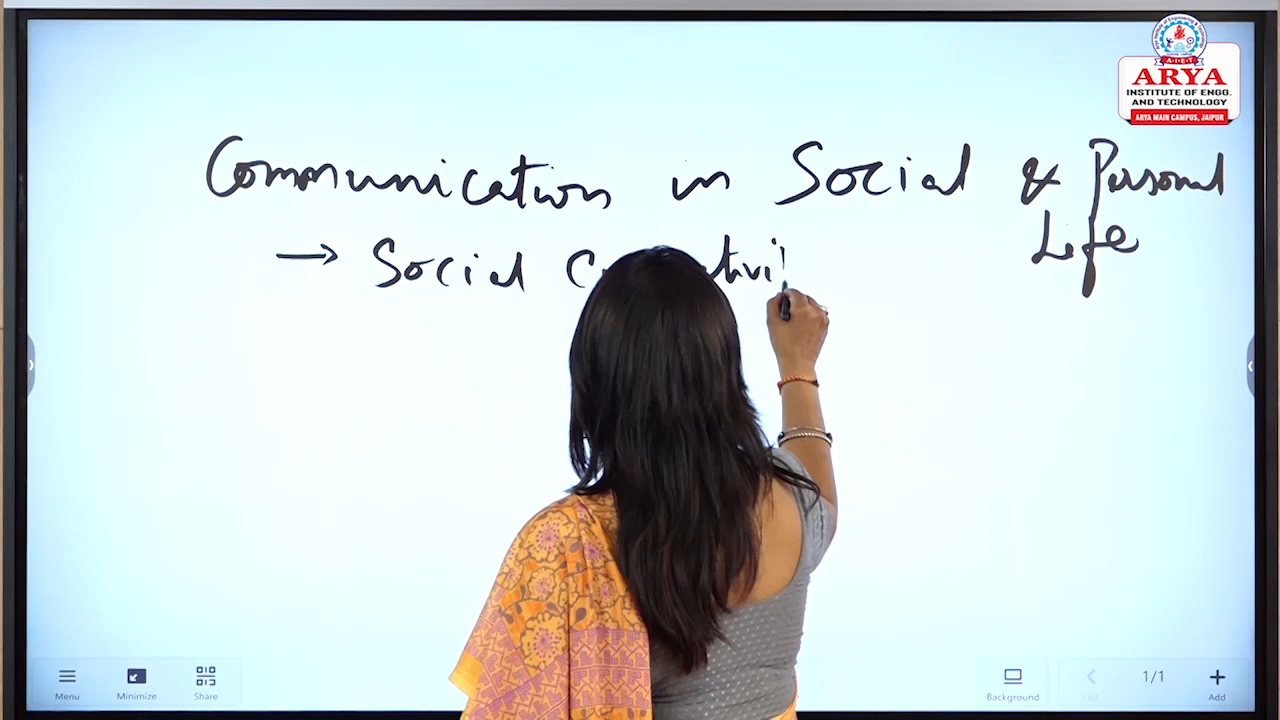 ARYA
INSTITUTE OF ENGG.
AND TECHNOLOGY
ARYA MAIN CAMPUS, JAIPUR
A.I.E.T.
Communication in Social & Personal
Life
→ Social
Menu
Minimize
Share
Background
1/1
Add